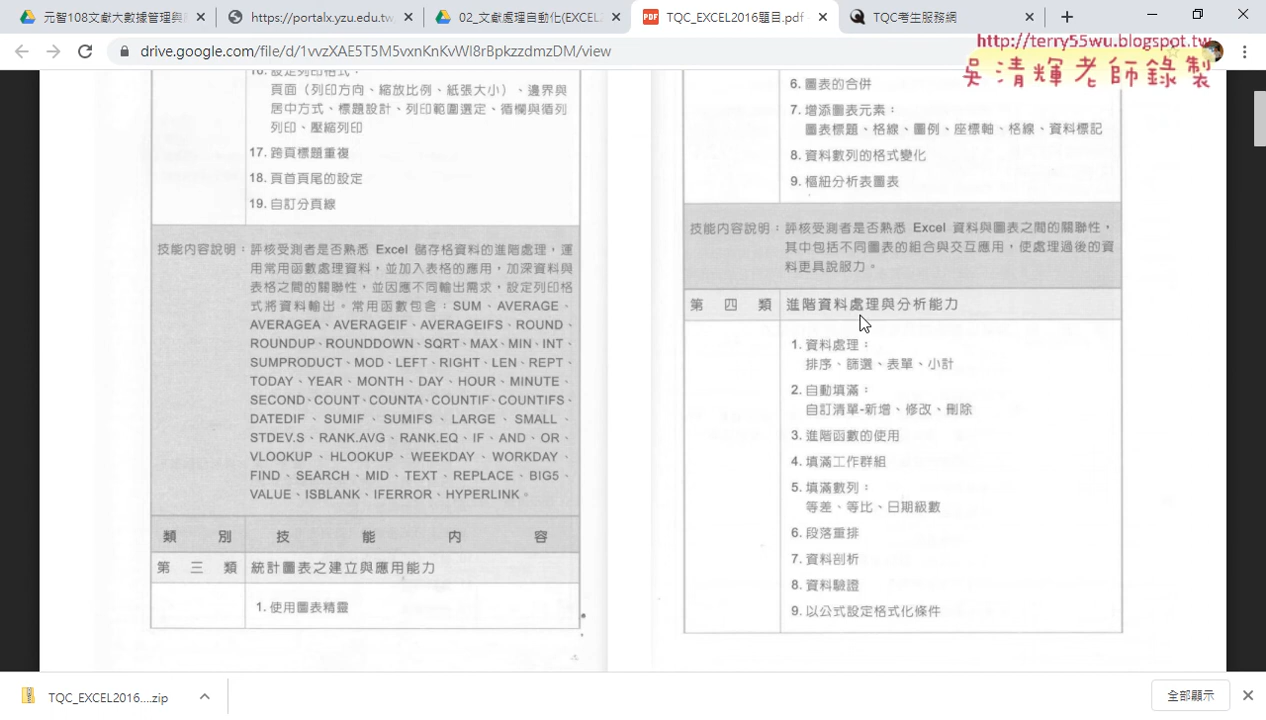 元智108文獻大數據管理與
https://portalx.yzu.edu.tw
02_文獻處理自動化(EXCEL
TQC_EXCEL2016題目.pdf
TQC考生服務網
drive.google.com/file/d/1vvzXAE5T5M5vxnKnKvWI8rBpkzzdmzDM/view
http://terry55wu.blogspot.tw
吳清輝老師錄製
16. 設定列印格式：
頁面（列印方向、縮放比例、紙張大小）、邊界與
居中方式、標題設計、列印範圍選定、循欄與循列
列印、壓縮列印
17. 跨頁標題重複
18. 頁首頁尾的設定
19. 自訂分頁線
技能內容說明：評核受測者是否熟悉 Excel 儲存格資料的進階處理，運
用常用函數處理資料，並加入表格的應用，加深資料與
表格之間的關聯性，並因應不同輸出需求，設定列印格
式將資料輸出。常用函數包含：SUM、AVERAGE、
AVERAGEA、AVERAGEIF、AVERAGEIFS、ROUND、
ROUNDUP、ROUNDDOWN、SQRT、MAX、MIN、INT、
SUMPRODUCT、MOD、LEFT、RIGHT、LEN、REPT、
TODAY、YEAR、MONTH、DAY、HOUR、MINUTE、
SECOND、COUNT、COUNTA、COUNTIF、COUNTIFS、
DATEDIF、SUMIF、SUMIFS、LARGE、SMALL、
STDEV.S、RANK.AVG、RANK.EQ、IF、AND、OR、
VLOOKUP、HLOOKUP、WEEKDAY、WORKDAY、
FIND、SEARCH、MID、TEXT、REPLACE、BIG5、
VALUE、ISBLANK、IFERROR、HYPERLINK。
類別 技能內容
第三類 統計圖表之建立與應用能力
1. 使用圖表精靈
6. 圖表的合併
7. 增添圖表元素：
圖表標題、格線、圖例、座標軸、格線、資料標記
8. 資料數列的格式變化
9. 樞紐分析表圖表
技能內容說明：評核受測者是否熟悉 Excel 資料與圖表之間的關聯性，
其中包括不同圖表的組合與交互應用，使處理過後的資
料更具說服力。
第四類 進階資料處理與分析能力
1. 資料處理：
排序、篩選、表單、小計
2. 自動填滿：
自訂清單-新增、修改、刪除
3. 進階函數的使用
4. 填滿工作群組
5. 填滿數列：
等差、等比、日期級數
6. 段落重排
7. 資料剖析
8. 資料驗證
9. 以公式設定格式化條件
TQC_EXCEL2016....zip
全部顯示